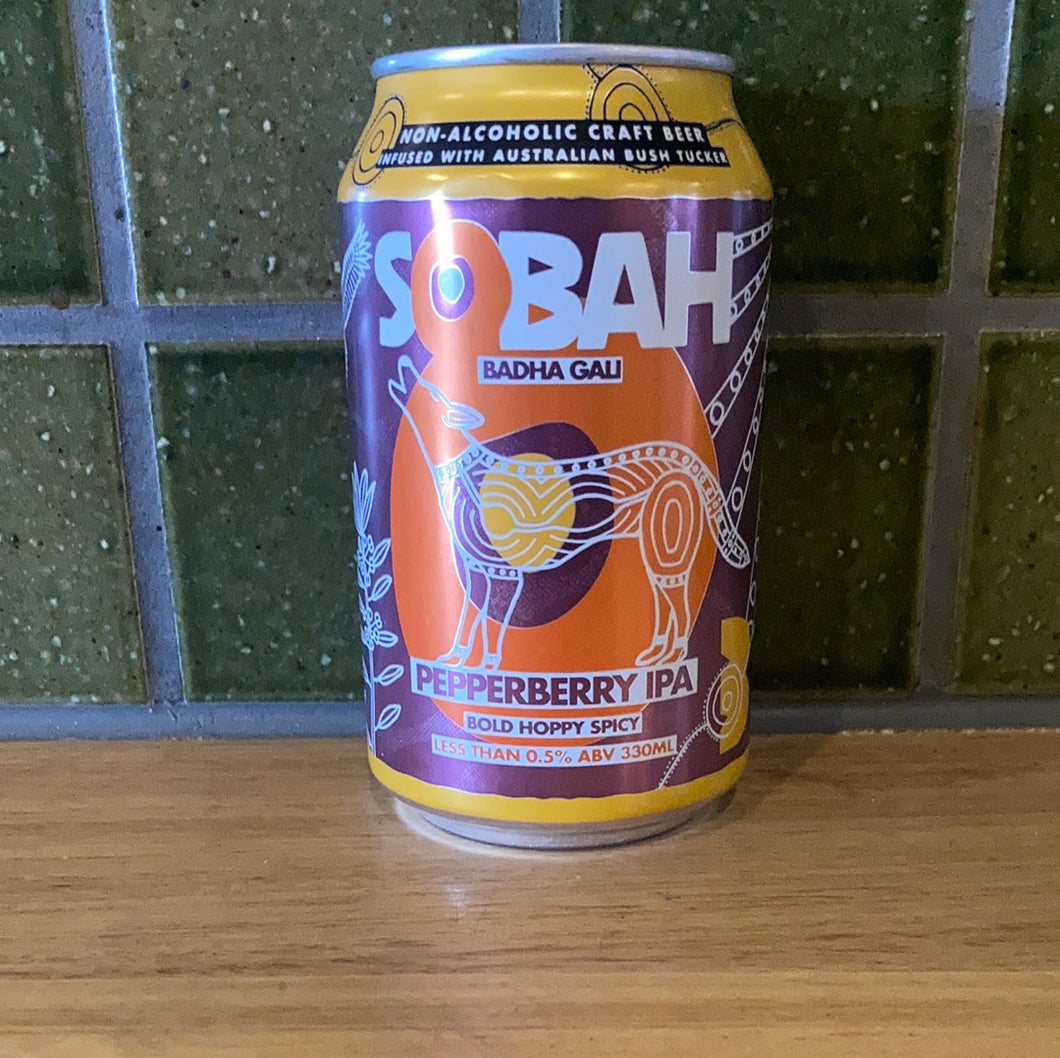 NON-ALCOHOLIC CRAFT BEER
INFUSED WITH AUSTRALIAN BUSH TUCKER
SOBAH
BADHA GALI
PEPPERBERRY IPA
BOLD HOPPY SPICY
LESS THAN 0.5% ABV 330ML